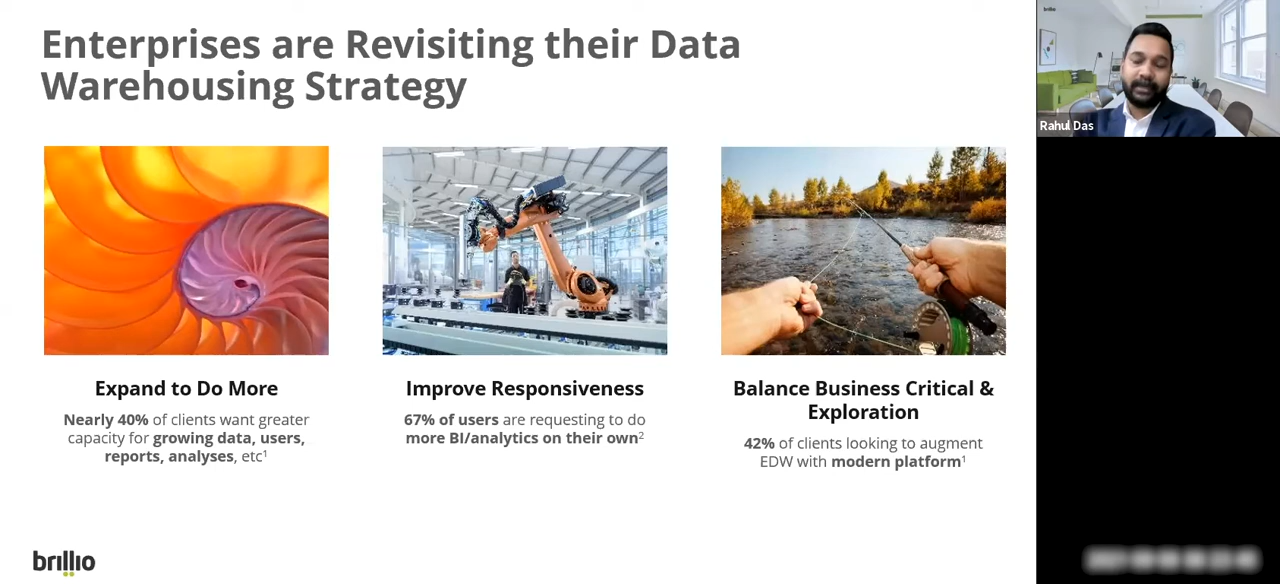 Enterprises are Revisiting their Data
Warehousing Strategy
Expand to Do More
Nearly 40% of clients want greater
capacity for growing data, users,
reports, analyses, etc¹
Improve Responsiveness
67% of users are requesting to do
more BI/analytics on their own²
Balance Business Critical &
Exploration
42% of clients looking to augment
EDW with modern platform¹
brillio
brillio
Rahul Das